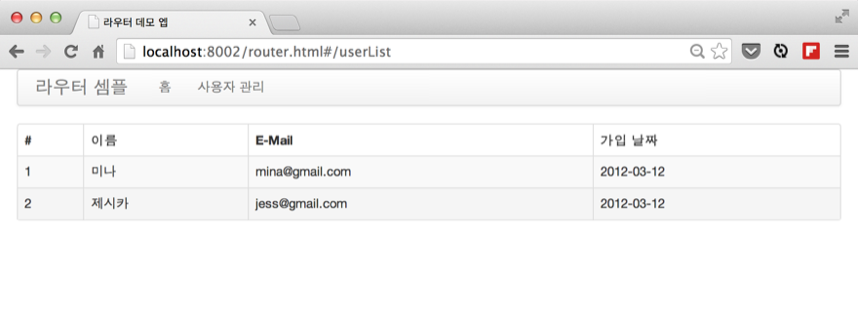 라우터 데모 앱
localhost:8002/router.html#/userList
라우터 셈플 홈 사용자 관리
# 이름 E-Mail 가입 날짜
1 미나 mina@gmail.com 2012-03-12
2 제시카 jess@gmail.com 2012-03-12